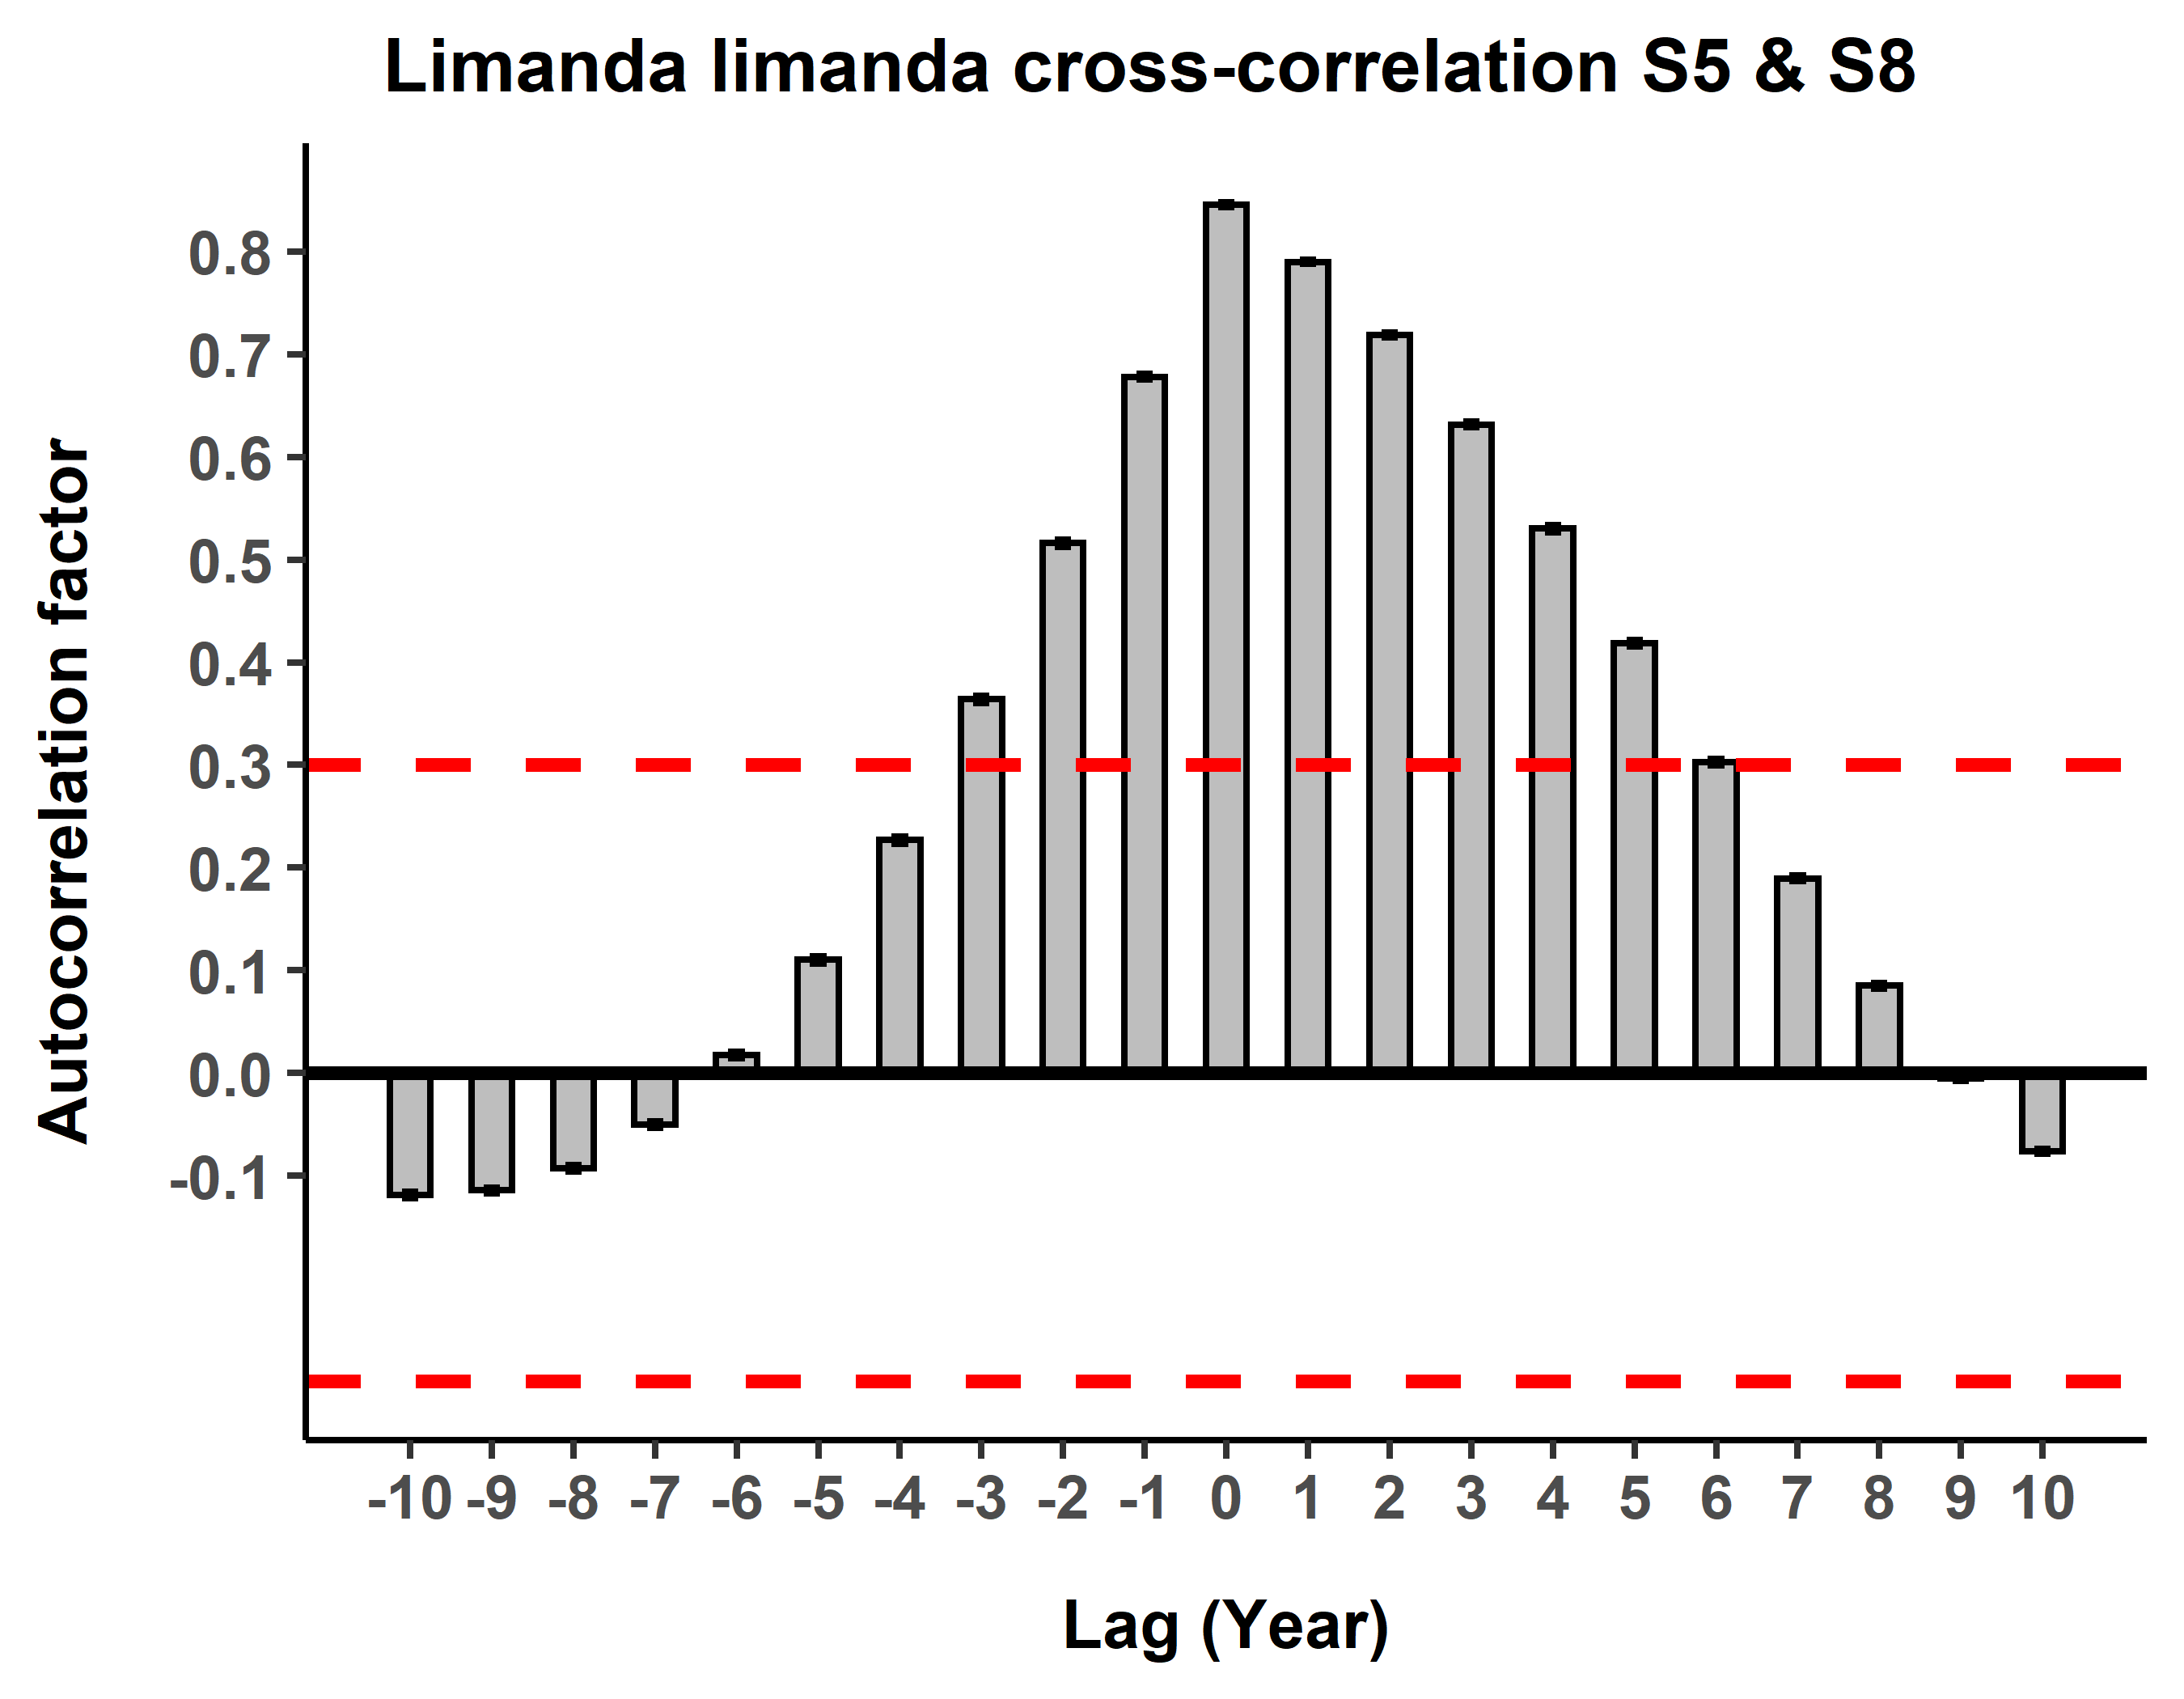 Limanda limanda cross-correlation S5 & S8
Autocorrelation factor
0.8
0.7
0.6
0.5
0.4
0.3
0.2
0.1
0.0
-0.1
-10 -9 -8 -7 -6 -5 -4 -3 -2 -1 0 1 2 3 4 5 6 7 8 9 10
Lag (Year)